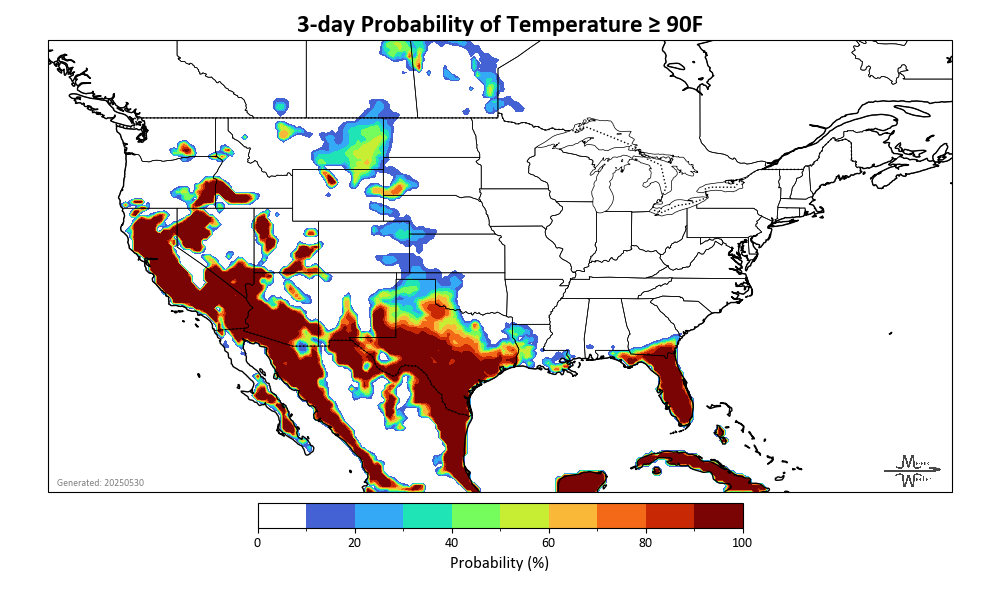 3-day Probability of Temperature ≥ 90F
Generated: 20250530
0 20 40 60 80 100
Probability (%)